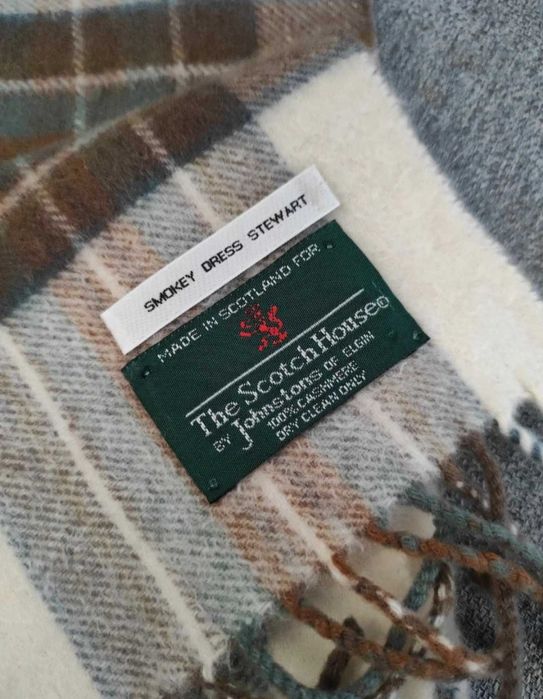 SMOKEY DRESS STEWART
MADE IN SCOTLAND FOR
The Scotch House©
BY Johnstons OF ELGIN
100% CASHMERE
DRY CLEAN ONLY